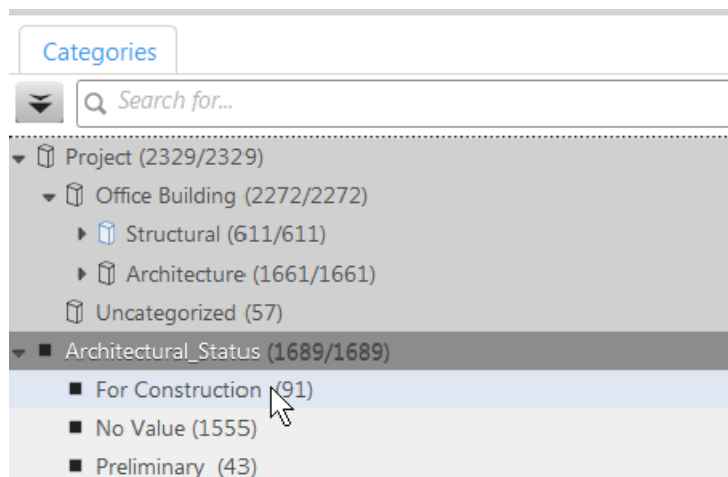 Categories
Search for...
Project (2329/2329)
Office Building (2272/2272)
Structural (611/611)
Architecture (1661/1661)
Uncategorized (57)
Architectural_Status (1689/1689)
For Construction (91)
No Value (1555)
Preliminary (43)